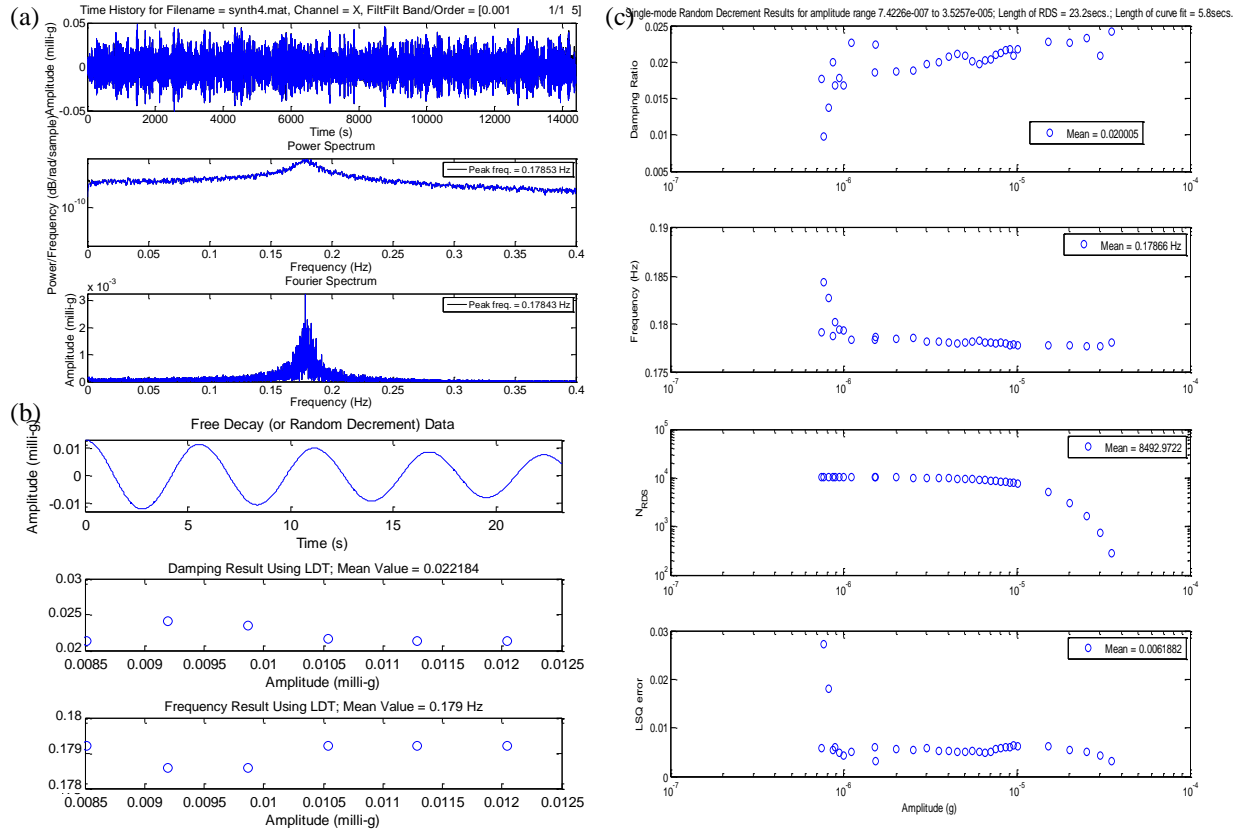 (a)
Time History for Filename = synth4.mat, Channel = X, FiltFilt Band/Order = [0.001 1/1 5]
Amplitude (milli-g)
0.05
0
-0.05
0 2000 4000 6000 8000 10000 12000 14000
Time (s)
Power Spectrum
Power/Frequency (dB/rad/sample)
Peak freq. = 0.17853 Hz
10^-10
0 0.05 0.1 0.15 0.2 0.25 0.3 0.35 0.4
Frequency (Hz)
Fourier Spectrum
x 10^-3
Amplitude (milli-g)
Peak freq. = 0.17843 Hz
3
2
1
0
0 0.05 0.1 0.15 0.2 0.25 0.3 0.35 0.4
Frequency (Hz)
(b)
Free Decay (or Random Decrement) Data
Amplitude (milli-g)
0.01
0
-0.01
0 5 10 15 20
Time (s)
Damping Result Using LDT; Mean Value = 0.022184
0.03
0.025
0.02
0.0085 0.009 0.0095 0.01 0.0105 0.011 0.0115 0.012 0.0125
Amplitude (milli-g)
Frequency Result Using LDT; Mean Value = 0.179 Hz
0.18
0.179
0.178
0.0085 0.009 0.0095 0.01 0.0105 0.011 0.0115 0.012 0.0125
Amplitude (milli-g)
(c)
Single-mode Random Decrement Results for amplitude range 7.4226e-007 to 3.5257e-005; Length of RDS = 23.2secs.; Length of curve fit = 5.8secs.
Damping Ratio
0.025
0.02
0.015
0.01
0.005
Mean = 0.020005
10^-7 10^-6 10^-5 10^-4
Frequency (Hz)
0.19
0.185
0.18
0.175
Mean = 0.17866 Hz
10^-7 10^-6 10^-5 10^-4
N_RDS
10^5
10^4
10^3
10^2
Mean = 8492.9722
10^-7 10^-6 10^-5 10^-4
LSQ error
0.03
0.02
0.01
0
Mean = 0.0061882
10^-7 10^-6 10^-5 10^-4
Amplitude (g)